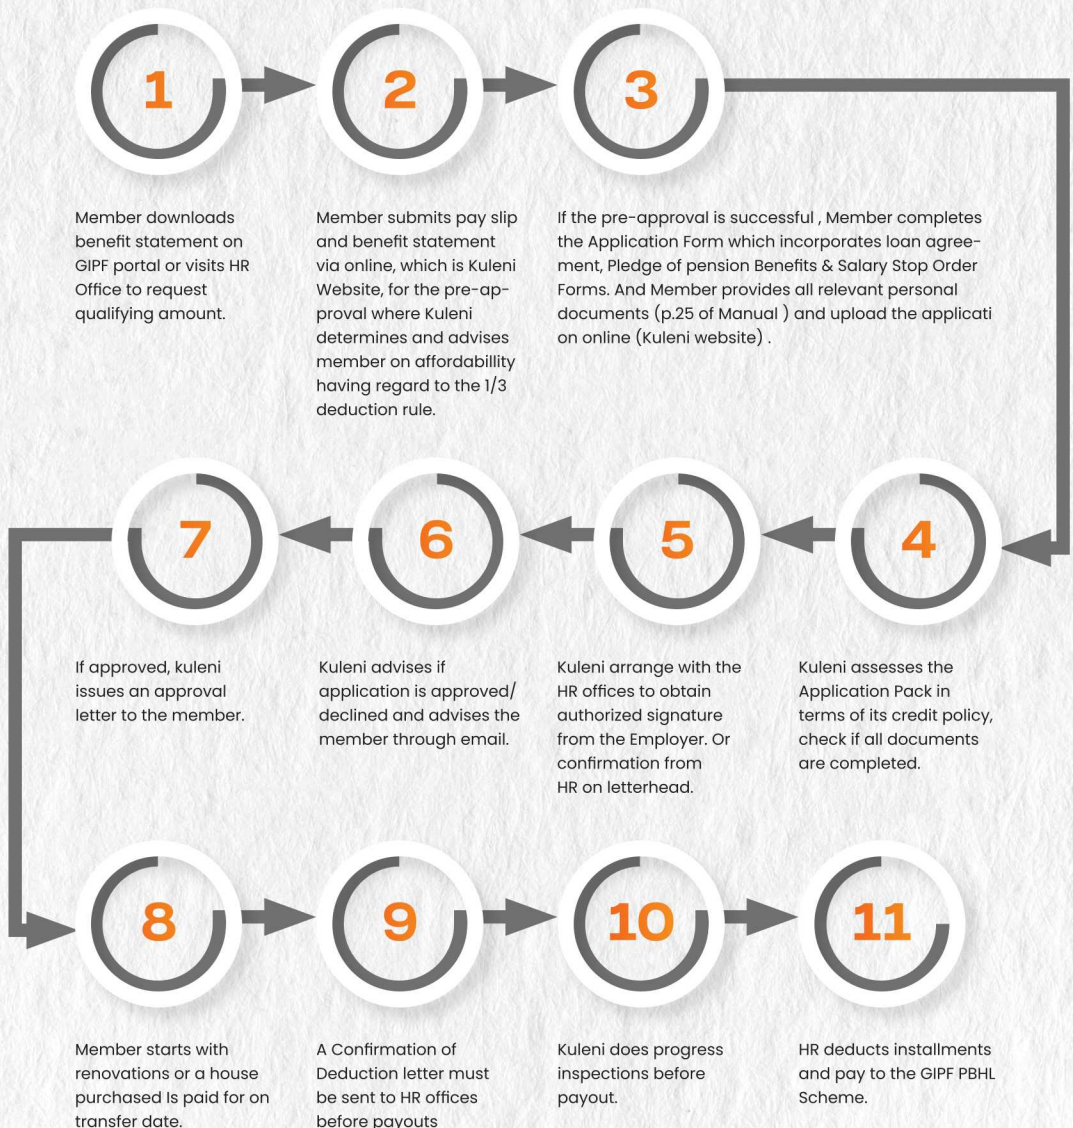 1
Member downloads
benefit statement on
GIPF portal or visits HR
Office to request
qualifying amount.
2
Member submits pay slip
and benefit statement
via online, which is Kuleni
Website, for the pre-ap-
proval where Kuleni
determines and advises
member on affordabillity
having regard to the 1/3
deduction rule.
3
If the pre-approval is successful , Member completes
the Application Form which incorporates loan agree-
ment, Pledge of pension Benefits & Salary Stop Order
Forms. And Member provides all relevant personal
documents (p.25 of Manual ) and upload the applicati
on online (Kuleni website) .
4
Kuleni assesses the
Application Pack in
terms of its credit policy,
check if all documents
are completed.
5
Kuleni arrange with the
HR offices to obtain
authorized signature
from the Employer. Or
confirmation from
HR on letterhead.
6
Kuleni advises if
application is approved/
declined and advises the
member through email.
7
If approved, kuleni
issues an approval
letter to the member.
8
Member starts with
renovations or a house
purchased Is paid for on
transfer date.
9
A Confirmation of
Deduction letter must
be sent to HR offices
before payouts
10
Kuleni does progress
inspections before
payout.
11
HR deducts installments
and pay to the GIPF PBHL
Scheme.